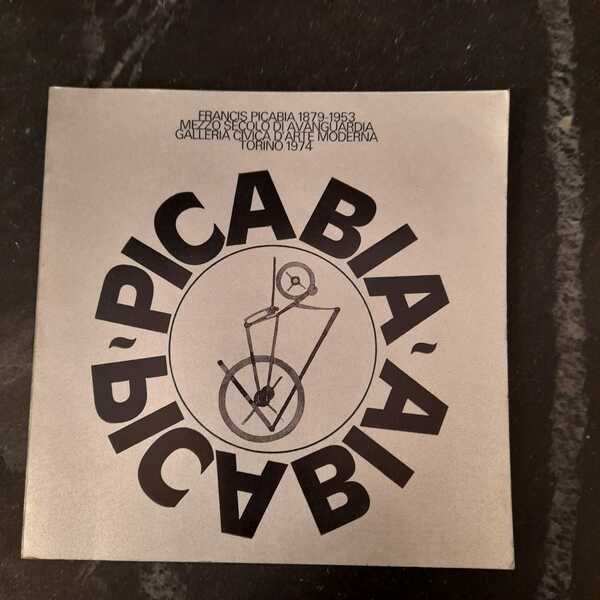 FRANCIS PICABIA 1879-1953
MEZZO SECOLO DI AVANGUARDIA
GALLERIA CIVICA D'ARTE MODERNA
TORINO 1974
PICABIA ~
PICABIA ~